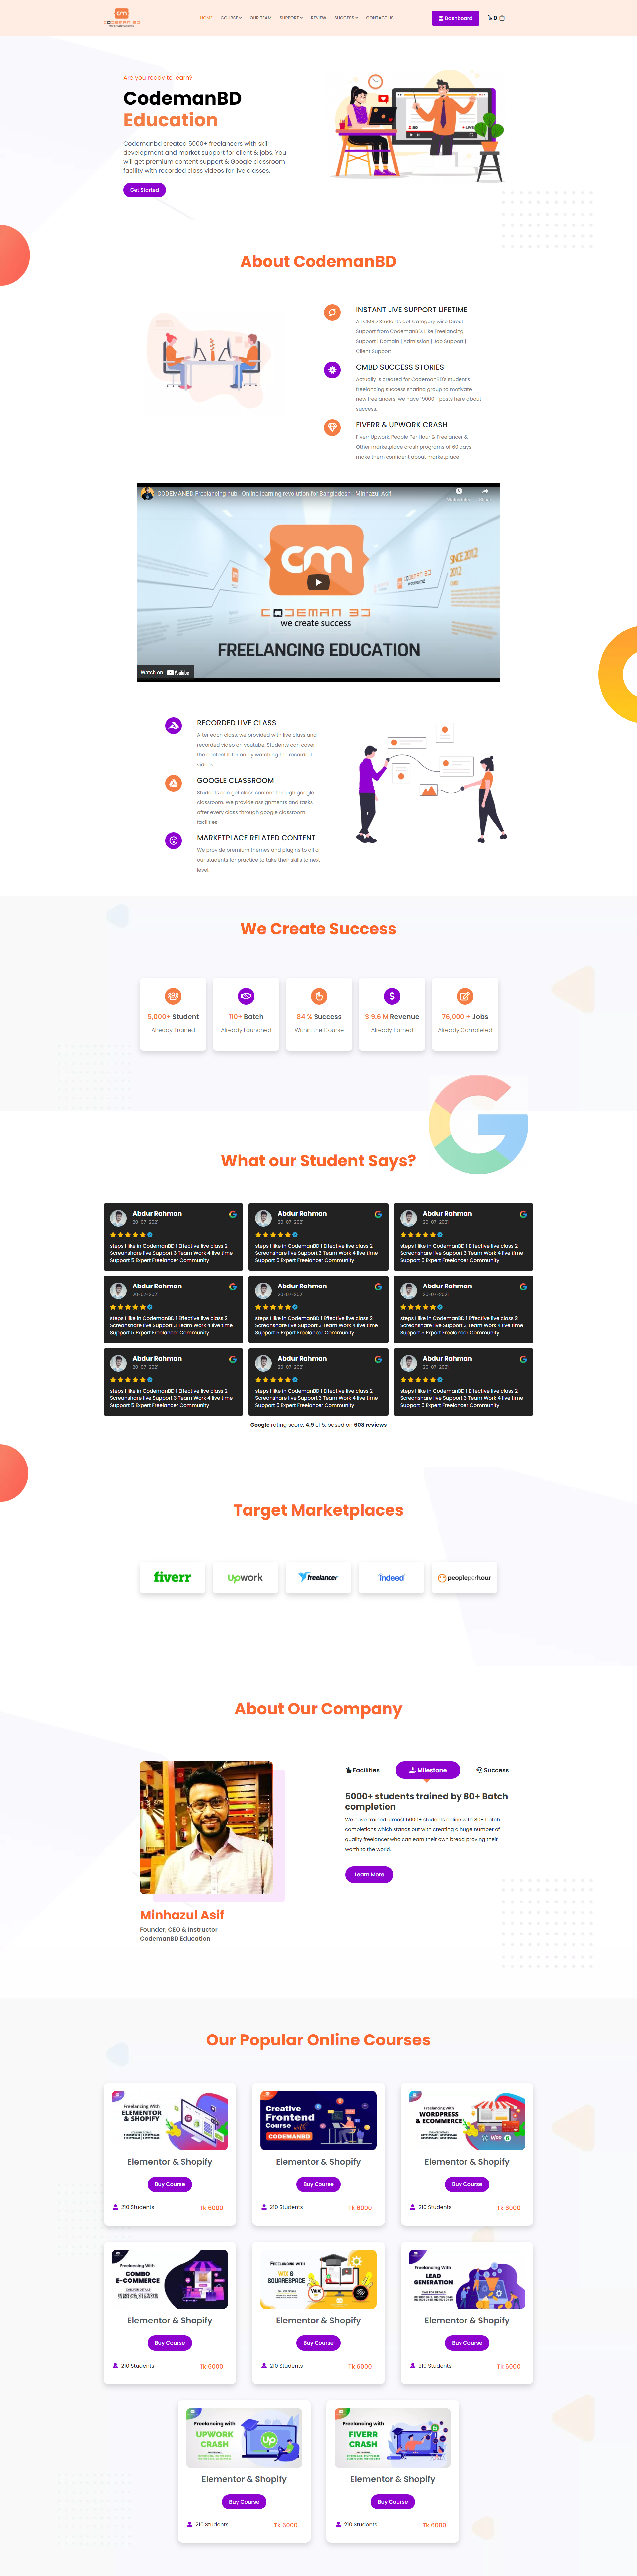 HOME COURSE OUR TEAM SUPPORT REVIEW SUCCESS CONTACT US Dashboard ৳ 0
CODEMAN BD
Are you ready to learn?
CodemanBD
Education
Codemanbd created 5000+ freelancers with skill
development and market support for client & jobs. You
will get premium content support & Google classroom
facility with recorded class videos for live classes.
Get Started
About CodemanBD
INSTANT LIVE SUPPORT LIFETIME
All CMBD Students get Category wise Direct
Support from CodemanBD. Like Freelancing
Support | Domain | Admission | Job Support |
Client Support
CMBD SUCCESS STORIES
Actually is created for CodemanBD's student's
freelancing success sharing group to motivate
new freelancers, we have 19000+ posts here about
success.
FIVERR & UPWORK CRASH
Fiverr Upwork, People Per Hour & Freelancer &
Other marketplace crash programs of 60 days
make them confident about marketplace!
CODEMANBD Freelancing hub - Online learning revolution for Bangladesh - Minhazul Asif
cm
SINCE 2012
CODEMAN BD
we create success
FREELANCING EDUCATION
Watch on YouTube
RECORDED LIVE CLASS
After each class, we provided with live class and
recorded video on youtube. Students can cover
the content later on by watching the recorded
videos.
GOOGLE CLASSROOM
Students can get class content through google
classroom. We provide assignments and tasks
after every class through google classroom
facilities.
MARKETPLACE RELATED CONTENT
We provide premium themes and plugins to all of
our students for practice to take their skills to next
level.
We Create Success
5,000+ Student
Already Trained
110+ Batch
Already Launched
84 % Success
Within the Course
$ 9.6 M Revenue
Already Earned
76,000 + Jobs
Already Completed
What our Student Says?
Abdur Rahman
20-07-2021
steps I like in CodemanBD 1 Effective live class 2
Screanshare live Support 3 Team Work 4 live time
Support 5 Expert Freelancer Community
Abdur Rahman
20-07-2021
steps I like in CodemanBD 1 Effective live class 2
Screanshare live Support 3 Team Work 4 live time
Support 5 Expert Freelancer Community
Abdur Rahman
20-07-2021
steps I like in CodemanBD 1 Effective live class 2
Screanshare live Support 3 Team Work 4 live time
Support 5 Expert Freelancer Community
Abdur Rahman
20-07-2021
steps I like in CodemanBD 1 Effective live class 2
Screanshare live Support 3 Team Work 4 live time
Support 5 Expert Freelancer Community
Abdur Rahman
20-07-2021
steps I like in CodemanBD 1 Effective live class 2
Screanshare live Support 3 Team Work 4 live time
Support 5 Expert Freelancer Community
Abdur Rahman
20-07-2021
steps I like in CodemanBD 1 Effective live class 2
Screanshare live Support 3 Team Work 4 live time
Support 5 Expert Freelancer Community
Abdur Rahman
20-07-2021
steps I like in CodemanBD 1 Effective live class 2
Screanshare live Support 3 Team Work 4 live time
Support 5 Expert Freelancer Community
Abdur Rahman
20-07-2021
steps I like in CodemanBD 1 Effective live class 2
Screanshare live Support 3 Team Work 4 live time
Support 5 Expert Freelancer Community
Abdur Rahman
20-07-2021
steps I like in CodemanBD 1 Effective live class 2
Screanshare live Support 3 Team Work 4 live time
Support 5 Expert Freelancer Community
Google rating score: 4.9 of 5, based on 608 reviews
Target Marketplaces
fiverr
upwork
freelancer
indeed
peopleperhour
About Our Company
Facilities Milestone Success
5000+ students trained by 80+ Batch
completion
We have trained almost 5000+ students online with 80+ batch
completions which stands out with creating a huge number of
quality freelancer who can earn their own bread proving their
worth to the world.
Learn More
Minhazul Asif
Founder, CEO & Instructor
CodemanBD Education
Our Popular Online Courses
Freelancing With
ELEMENTOR
& SHOPIFY
Elementor & Shopify
Buy Course
210 Students Tk 6000
Creative
Frontend
Course with
CODEMANBD
Elementor & Shopify
Buy Course
210 Students Tk 6000
Freelancing With
WORDPRESS
& ECOMMERCE
WOO
Elementor & Shopify
Buy Course
210 Students Tk 6000
Freelancing With
COMBO
E-COMMERCE
CALL FOR DETAILS
Elementor & Shopify
Buy Course
210 Students Tk 6000
FREELANCING WITH
WIX &
SQUARESPACE
WIX
Elementor & Shopify
Buy Course
210 Students Tk 6000
Freelancing With
LEAD
GENERATION
CALL FOR DETAILS
Elementor & Shopify
Buy Course
210 Students Tk 6000
Freelancing with
UPWORK
CRASH
Up
Elementor & Shopify
Buy Course
210 Students Tk 6000
Freelancing with
FIVERR
CRASH
Elementor & Shopify
Buy Course
210 Students Tk 6000